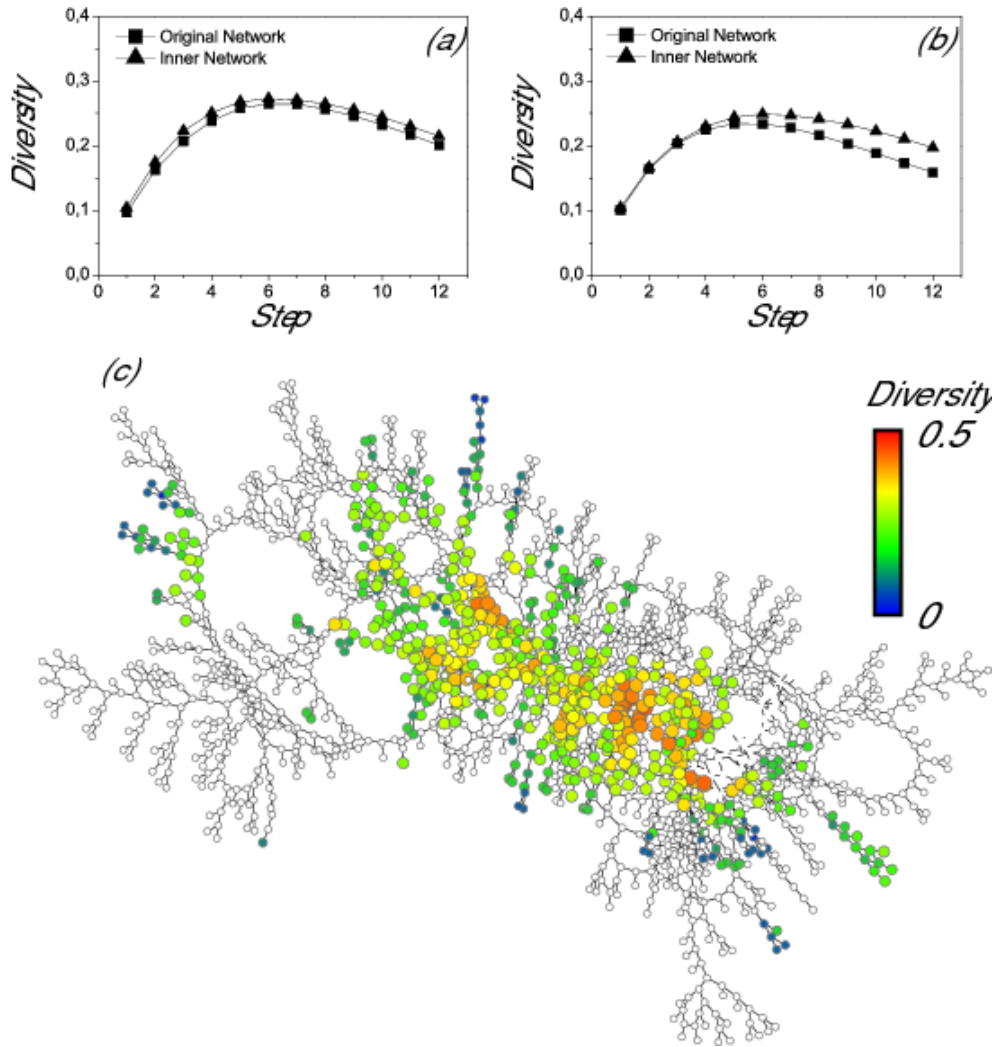 (a)
Original Network
Inner Network
Diversity
0,4
0,3
0,2
0,1
0,0
0 2 4 6 8 10 12
Step
(b)
Original Network
Inner Network
Diversity
0,4
0,3
0,2
0,1
0,0
0 2 4 6 8 10 12
Step
(c)
Diversity
0.5
0